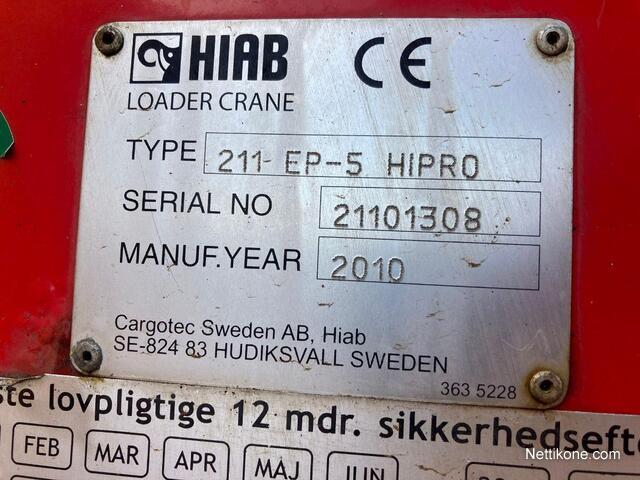 HIAB CE
LOADER CRANE
TYPE 211 EP-5 HIPRO
SERIAL NO 21101308
MANUF.YEAR 2010
Cargotec Sweden AB, Hiab
SE-824 83 HUDIKSVALL SWEDEN
363 5228
lovpligtige 12 mdr.
FEB MAR APR MAJ JUN
Nettikone.com